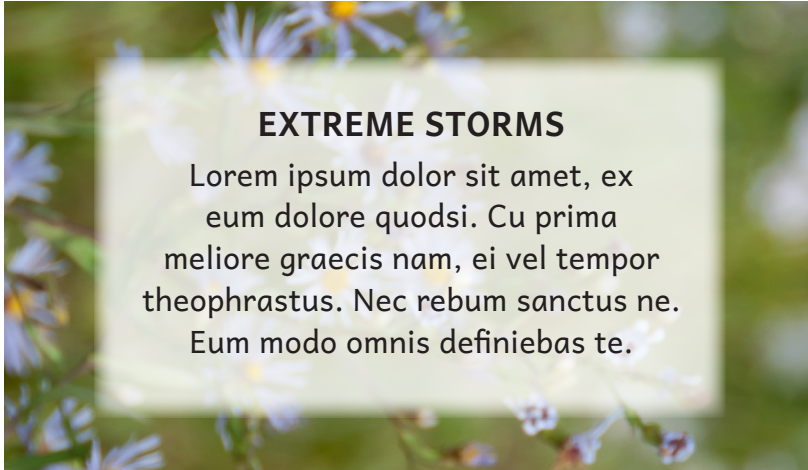 EXTREME STORMS
Lorem ipsum dolor sit amet, ex
eum dolore quodsi. Cu prima
meliore graecis nam, ei vel tempor
theophrastus. Nec rebum sanctus ne.
Eum modo omnis definiebas te.